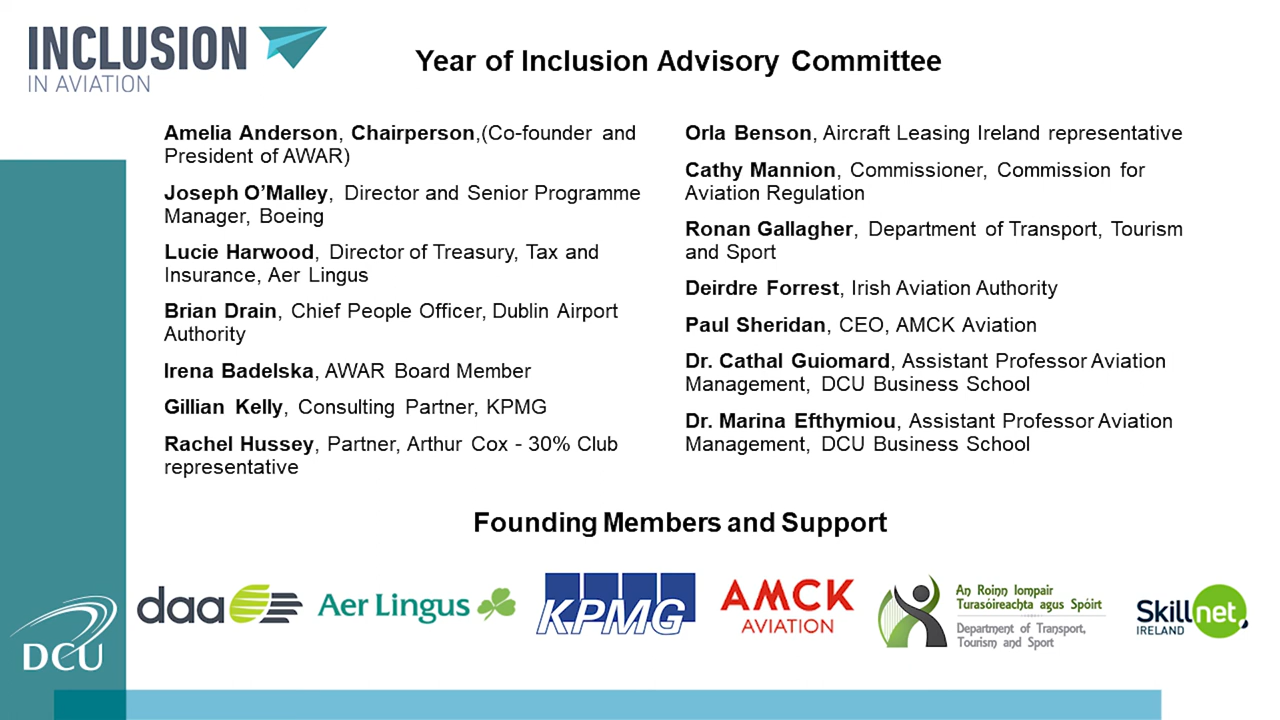 INCLUSION
IN AVIATION
Year of Inclusion Advisory Committee
Amelia Anderson, Chairperson,(Co-founder and
President of AWAR)
Joseph O’Malley, Director and Senior Programme
Manager, Boeing
Lucie Harwood, Director of Treasury, Tax and
Insurance, Aer Lingus
Brian Drain, Chief People Officer, Dublin Airport
Authority
Irena Badelska, AWAR Board Member
Gillian Kelly, Consulting Partner, KPMG
Rachel Hussey, Partner, Arthur Cox - 30% Club
representative
Orla Benson, Aircraft Leasing Ireland representative
Cathy Mannion, Commissioner, Commission for
Aviation Regulation
Ronan Gallagher, Department of Transport, Tourism
and Sport
Deirdre Forrest, Irish Aviation Authority
Paul Sheridan, CEO, AMCK Aviation
Dr. Cathal Guiomard, Assistant Professor Aviation
Management, DCU Business School
Dr. Marina Efthymiou, Assistant Professor Aviation
Management, DCU Business School
Founding Members and Support
daa
Aer Lingus
KPMG
AMCK
AVIATION
An Roinn Iompair
Turasóireachta agus Spóirt
Department of Transport,
Tourism and Sport
Skillnet
IRELAND
DCU